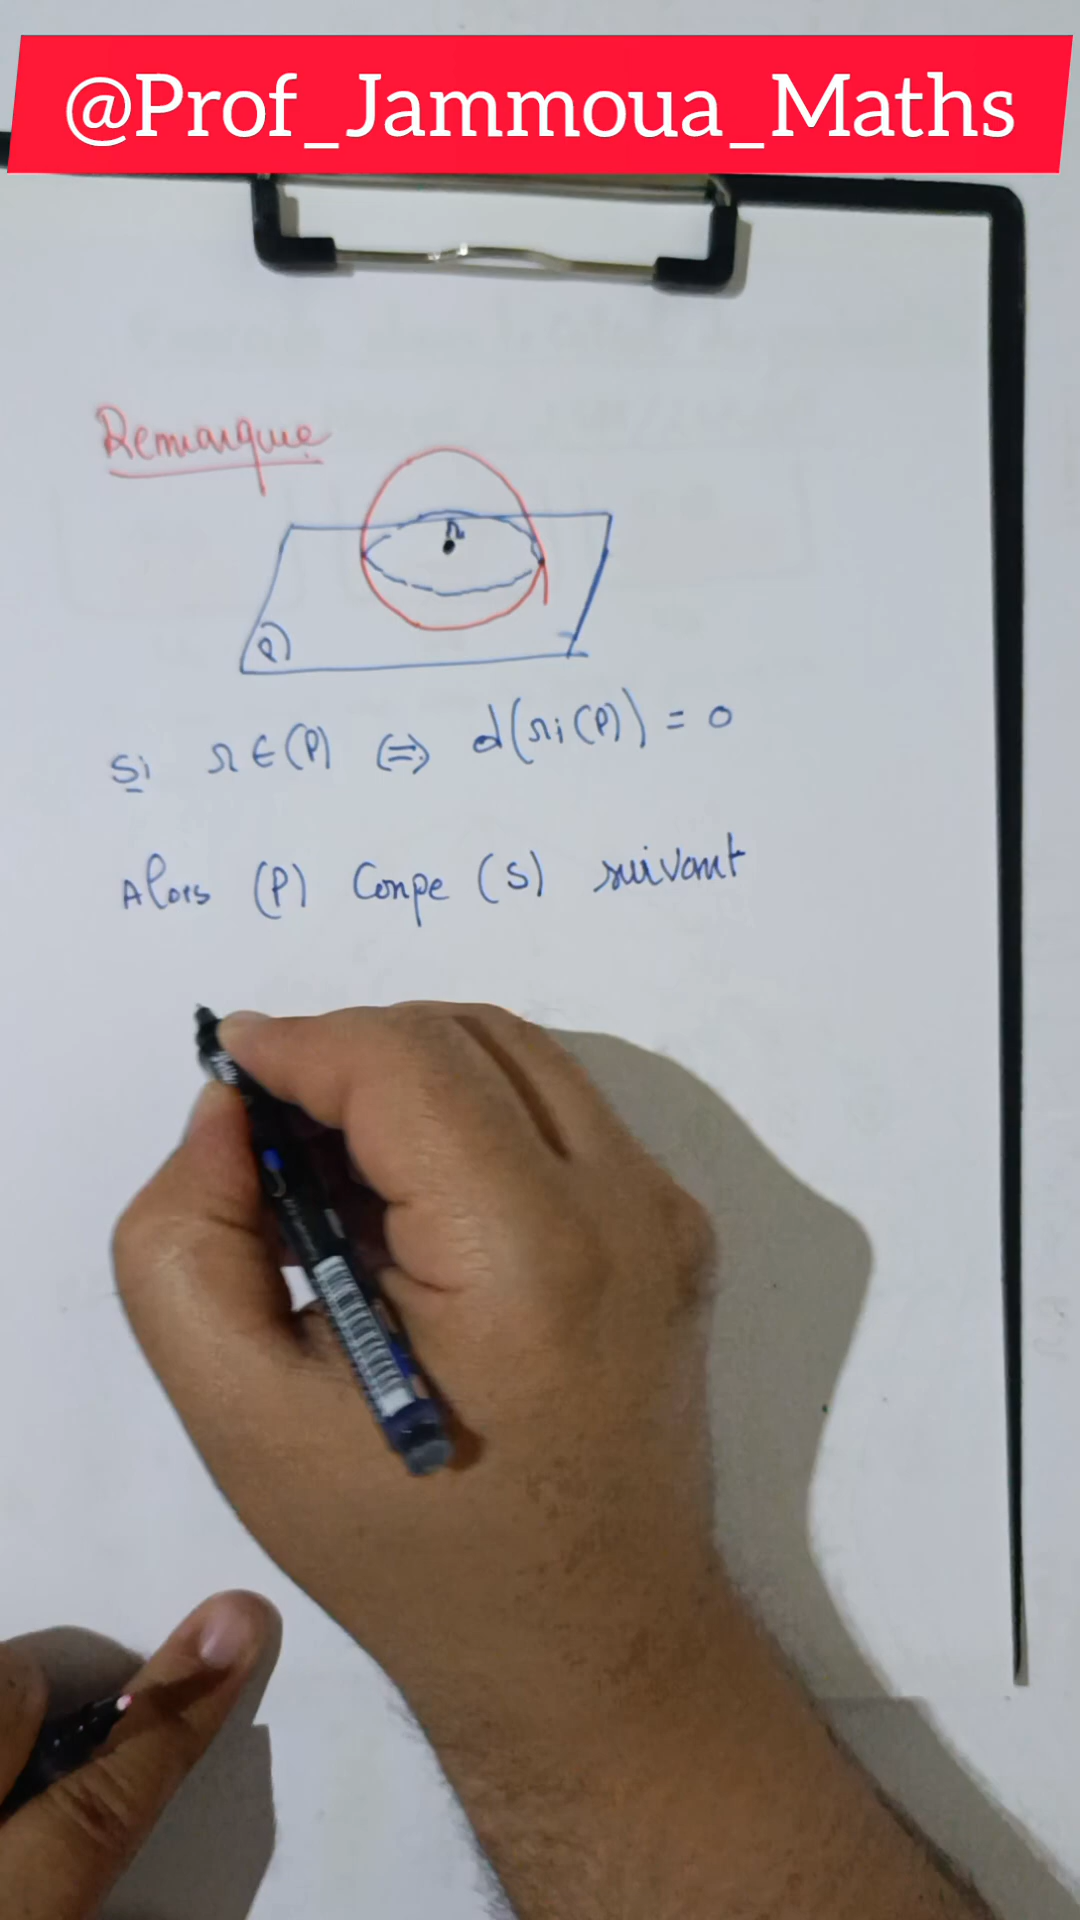 @Prof_Jammoua_Maths
Remarque
Ω
(P)
Si Ω ∈ (P) ⟺ d(Ω; (P)) = 0
Alors (P) Coupe (S) suivant